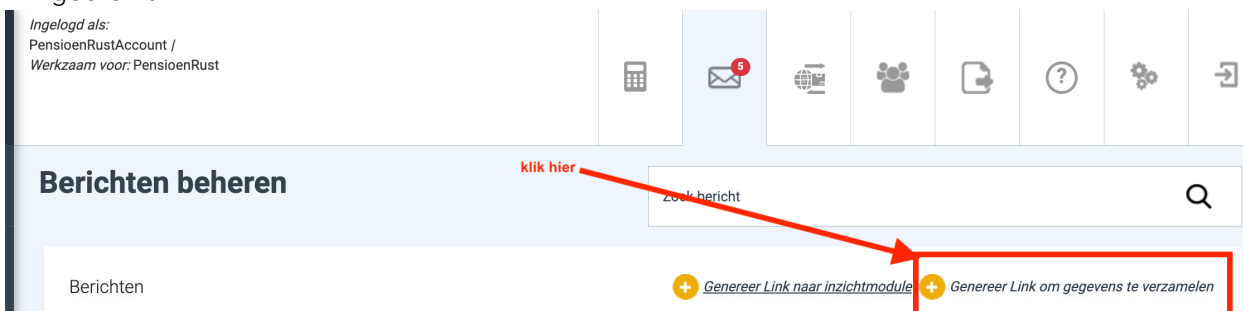 Ingelogd als:
PensioenRustAccount /
Werkzaam voor: PensioenRust
5
klik hier
Berichten beheren
Zoek bericht
Berichten
Genereer Link naar inzichtmodule
Genereer Link om gegevens te verzamelen